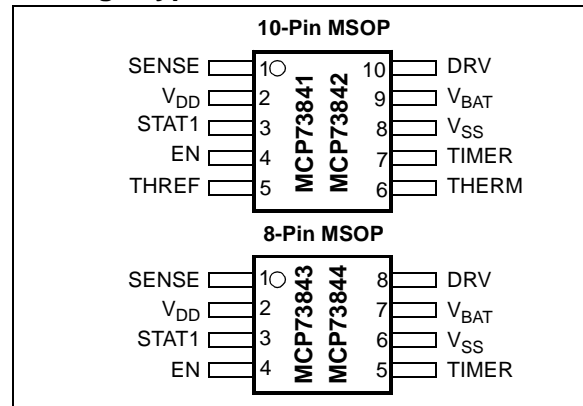 10-Pin MSOP
SENSE 1 10 DRV
VDD 2 9 VBAT
STAT1 3 8 VSS
EN 4 7 TIMER
THREF 5 6 THERM
MCP73841
MCP73842
8-Pin MSOP
SENSE 1 8 DRV
VDD 2 7 VBAT
STAT1 3 6 VSS
EN 4 5 TIMER
MCP73843
MCP73844